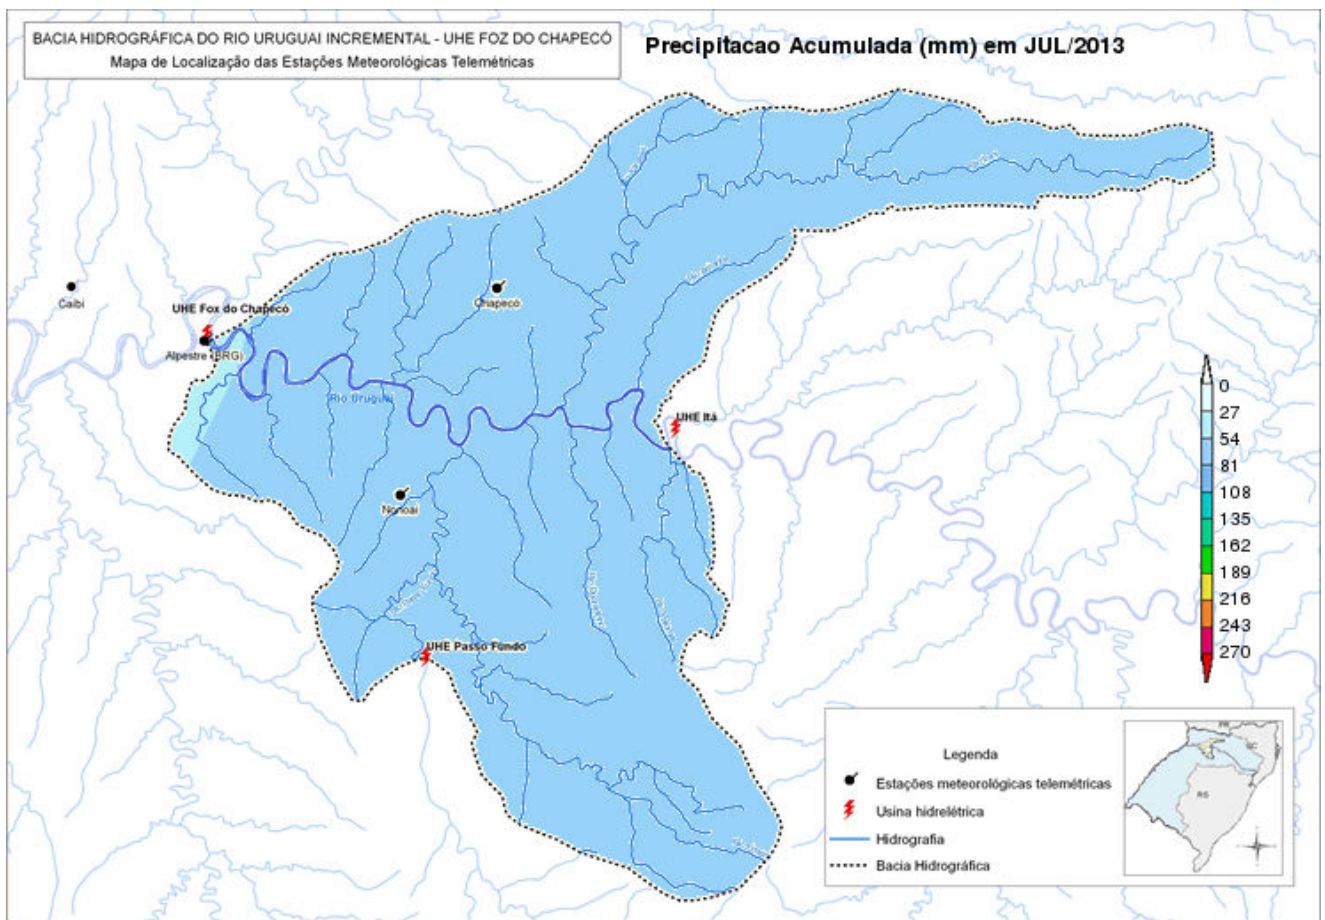 BACIA HIDROGRÁFICA DO RIO URUGUAI INCREMENTAL - UHE FOZ DO CHAPECÓ
Mapa de Localização das Estações Meteorológicas Telemétricas
Precipitacao Acumulada (mm) em JUL/2013
Caibi
UHE Fox do Chapecó
Alpestre (BRG)
Chapecó
Rio Uruguai
UHE Itá
Nonoai
UHE Passo Fundo
0
27
54
81
108
135
162
189
216
243
270
Legenda
Estações meteorológicas telemétricas
Usina hidrelétrica
Hidrografia
Bacia Hidrográfica
PR
SC
RS